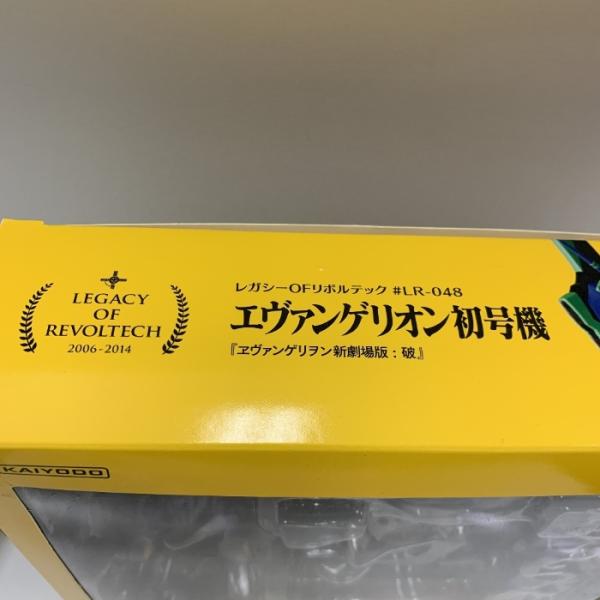 LEGACY
OF
REVOLTECH
2006-2014
レガシーOFリボルテック #LR-048
エヴァンゲリオン初号機
『ヱヴァンゲリヲン新劇場版：破』
KAIYODO